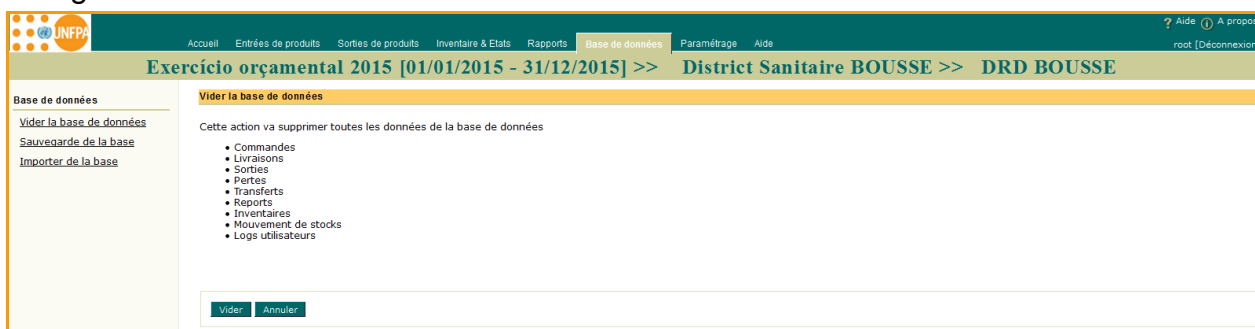 UNFPA
Aide A propos
Accueil Entrées de produits Sorties de produits Inventaire & Etats Rapports Base de données Paramétrage Aide root [Déconnexion
Exercício orçamental 2015 [01/01/2015 - 31/12/2015] >> District Sanitaire BOUSSE >> DRD BOUSSE
Base de données
Vider la base de données
Sauvegarde de la base
Importer de la base
Vider la base de données
Cette action va supprimer toutes les données de la base de données
• Commandes
• Livraisons
• Sorties
• Pertes
• Transferts
• Reports
• Inventaires
• Mouvement de stocks
• Logs utilisateurs
Vider Annuler